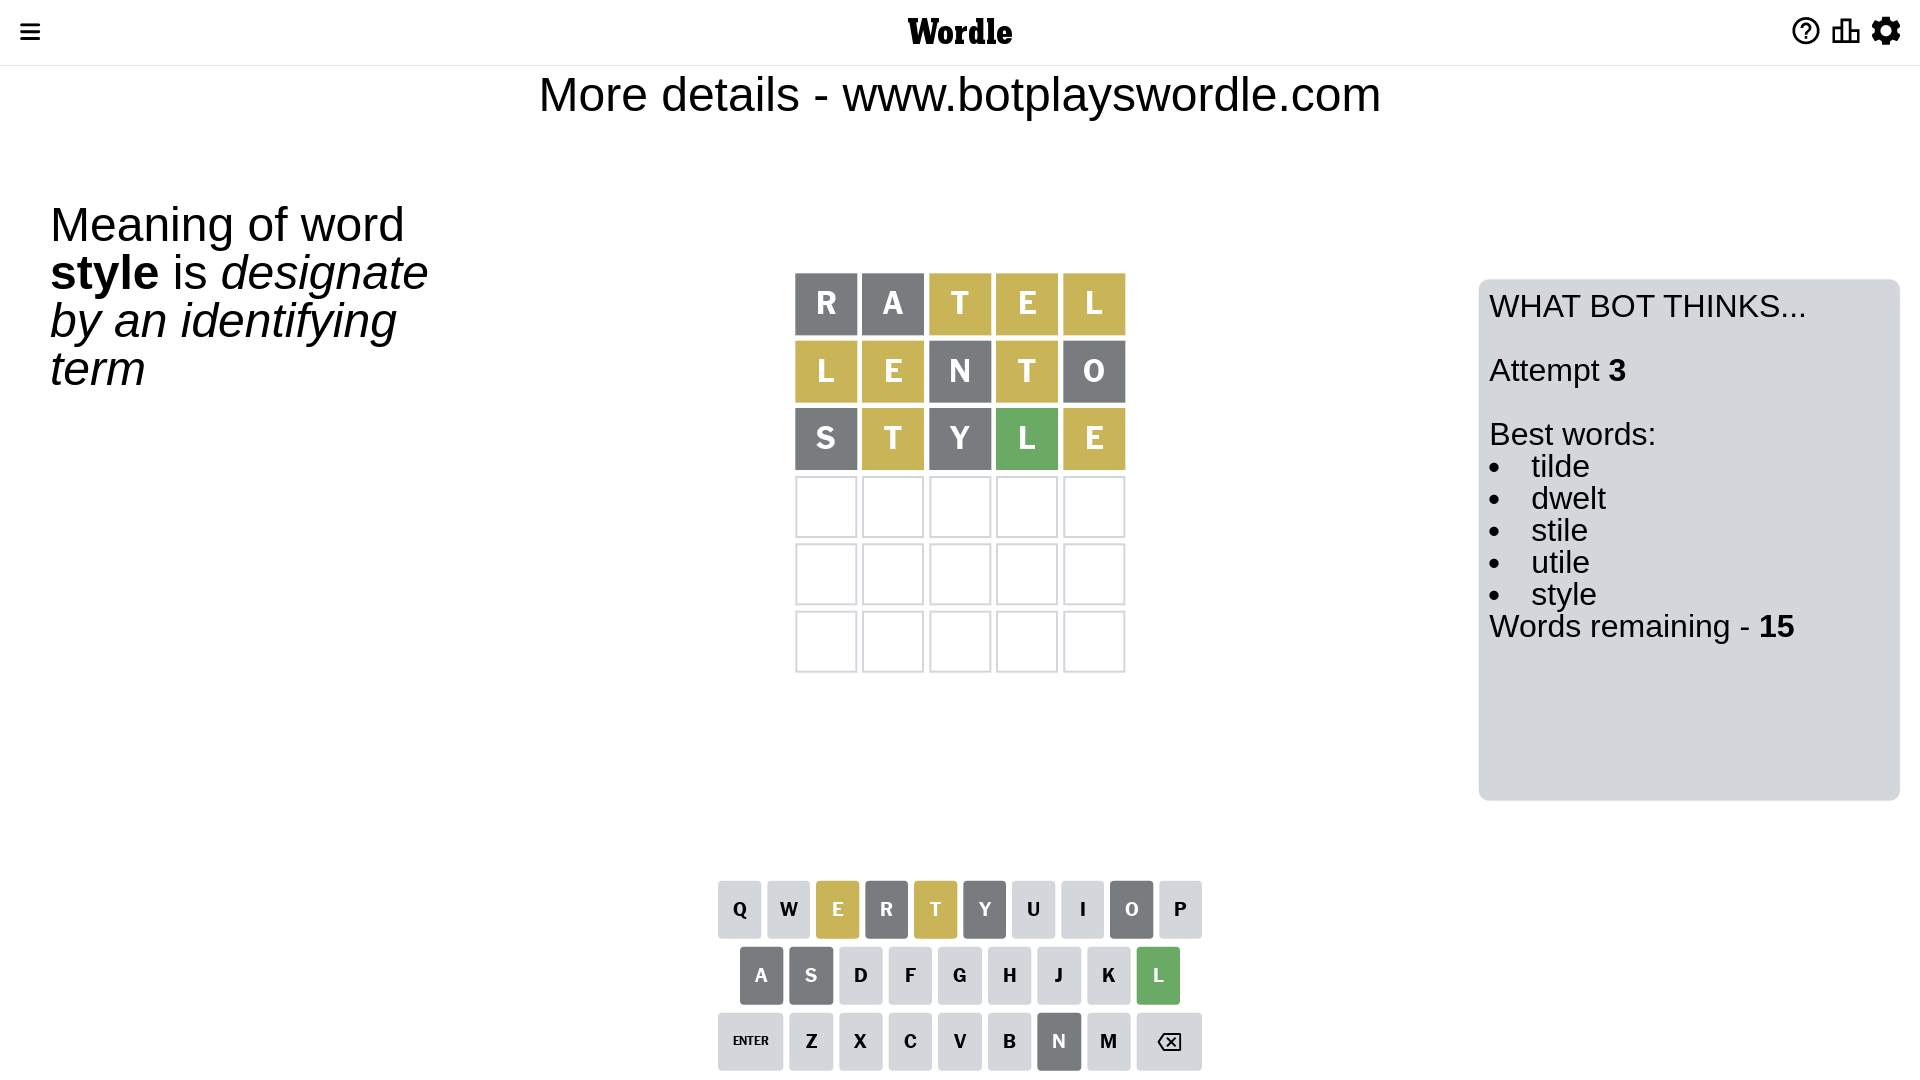 Wordle
More details - www.botplayswordle.com
Meaning of word
style is designate
by an identifying
term
R A T E L
L E N T O
S T Y L E
WHAT BOT THINKS...
Attempt 3
Best words:
• tilde
• dwelt
• stile
• utile
• style
Words remaining - 15
Q W E R T Y U I O P
A S D F G H J K L
ENTER Z X C V B N M